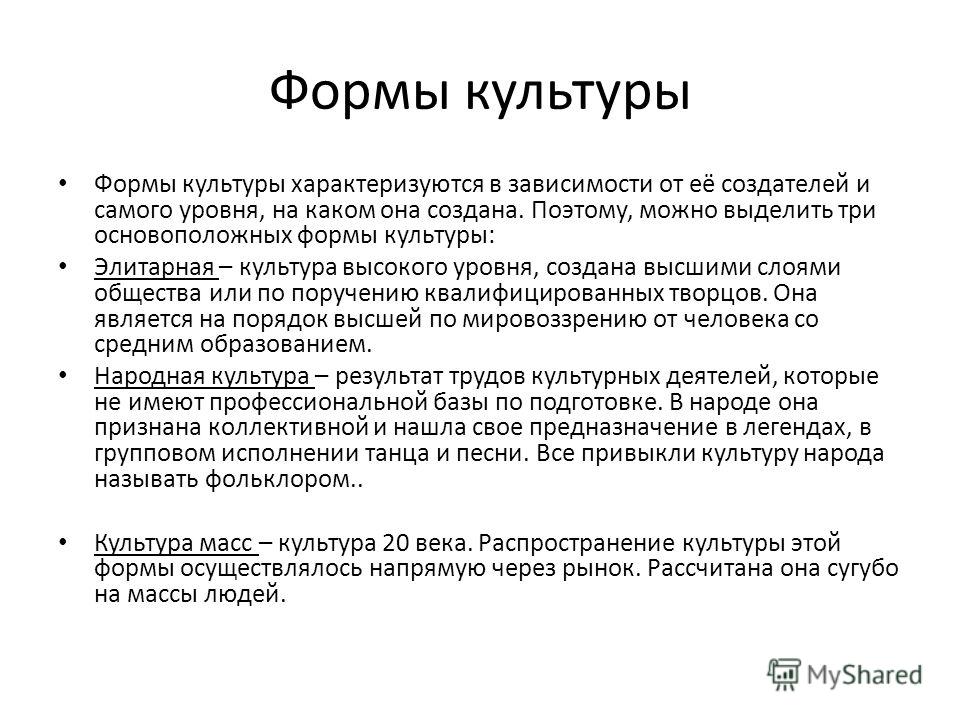 Формы культуры
• Формы культуры характеризуются в зависимости от её создателей и
самого уровня, на каком она создана. Поэтому, можно выделить три
основоположных формы культуры:
• Элитарная – культура высокого уровня, создана высшими слоями
общества или по поручению квалифицированных творцов. Она
является на порядок высшей по мировоззрению от человека со
средним образованием.
• Народная культура – результат трудов культурных деятелей, которые
не имеют профессиональной базы по подготовке. В народе она
признана коллективной и нашла свое предназначение в легендах, в
групповом исполнении танца и песни. Все привыкли культуру народа
называть фольклором..
• Культура масс – культура 20 века. Распространение культуры этой
формы осуществлялось напрямую через рынок. Рассчитана она сугубо
на массы людей.
MyShared